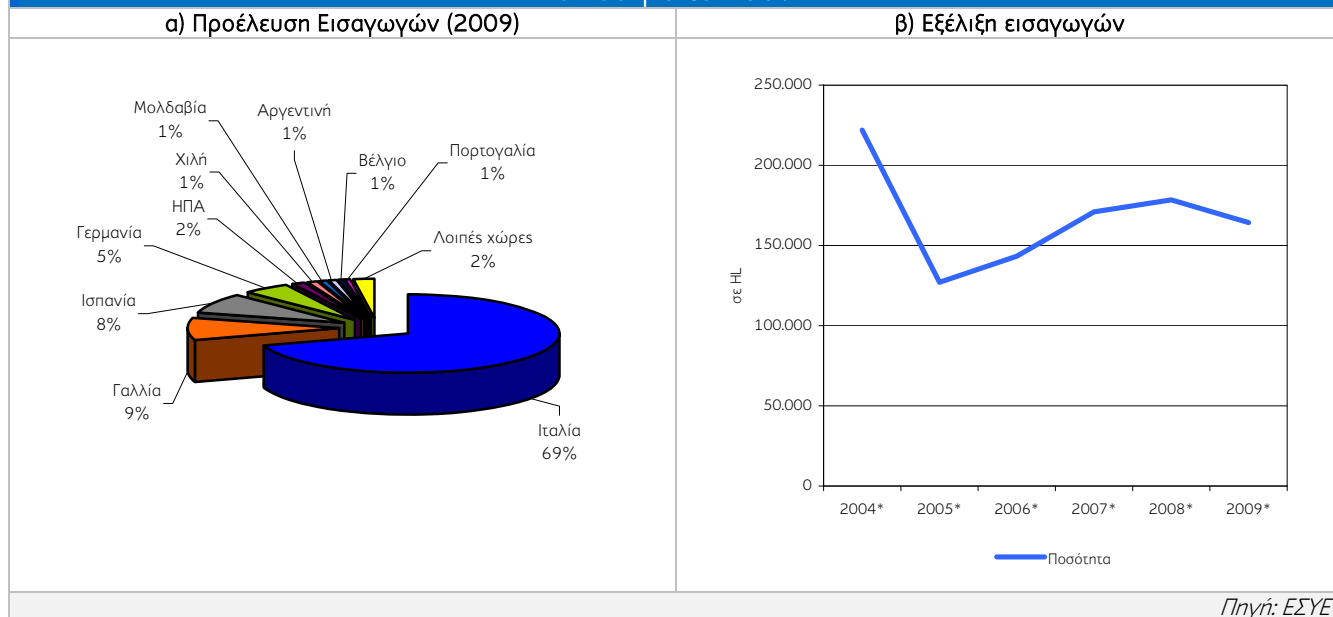 α) Προέλευση Εισαγωγών (2009)
β) Εξέλιξη εισαγωγών
Μολδαβία
1%
Αργεντινή
1%
Χιλή
1%
Βέλγιο
1%
Πορτογαλία
1%
ΗΠΑ
2%
Γερμανία
5%
Λοιπές χώρες
2%
Ισπανία
8%
Γαλλία
9%
Ιταλία
69%
250.000
200.000
150.000
100.000
50.000
0
σε HL
2004* 2005* 2006* 2007* 2008* 2009*
Ποσότητα
Πηγή: ΕΣΥΕ